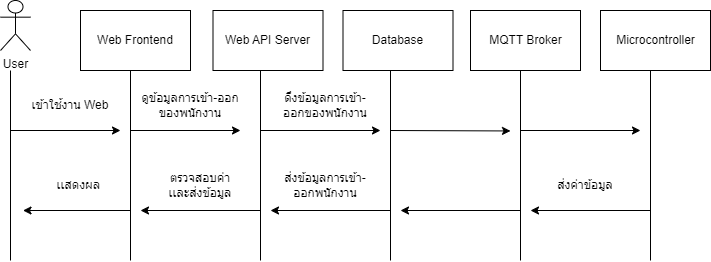 User
Web Frontend
Web API Server
Database
MQTT Broker
Microcontroller
เข้าใช้งาน Web
ดูข้อมูลการเข้า-ออก
ของพนักงาน
ดึงข้อมูลการเข้า-
ออกของพนักงาน
แสดงผล
ตรวจสอบค่า
และส่งข้อมูล
ส่งข้อมูลการเข้า-
ออกพนักงาน
ส่งค่าข้อมูล